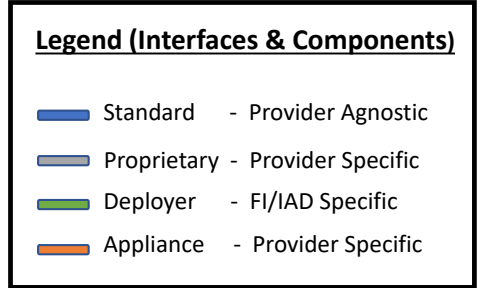 Legend (Interfaces & Components)
Standard - Provider Agnostic
Proprietary - Provider Specific
Deployer - FI/IAD Specific
Appliance - Provider Specific